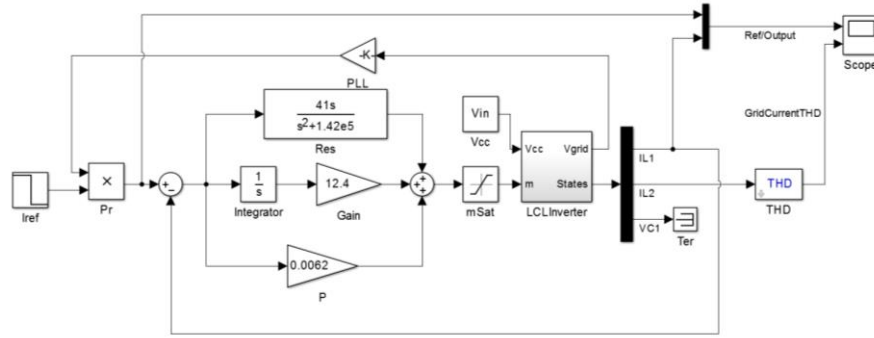 Ref/Output
Scope
-K-
PLL
GridCurrentTHD
41s
s²+1.42e5
Res
Vin
Vcc
Vcc
Vgrid
m
States
LCLInverter
IL1
IL2
VC1
Iref
×
Pr
+
−
1
s
Integrator
12.4
Gain
+
+
+
mSat
THD
THD
Ter
0.0062
P